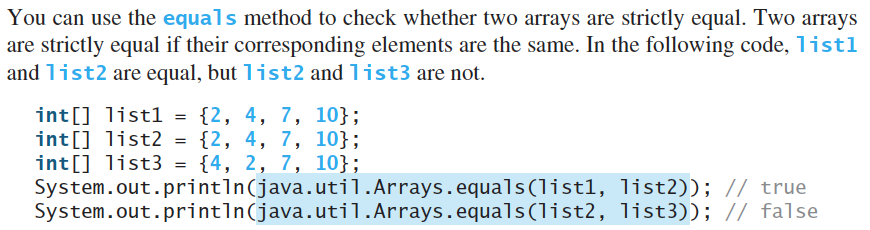 You can use the equals method to check whether two arrays are strictly equal. Two arrays
are strictly equal if their corresponding elements are the same. In the following code, list1
and list2 are equal, but list2 and list3 are not.
int[] list1 = {2, 4, 7, 10};
int[] list2 = {2, 4, 7, 10};
int[] list3 = {4, 2, 7, 10};
System.out.println(java.util.Arrays.equals(list1, list2)); // true
System.out.println(java.util.Arrays.equals(list2, list3)); // false